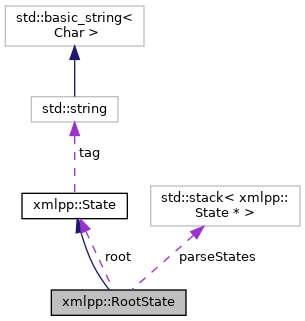 std::basic_string<
Char >
std::string
tag
xmlpp::State
std::stack< xmlpp::
State * >
root
parseStates
xmlpp::RootState